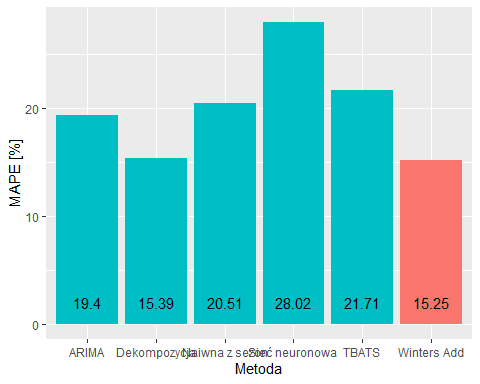 MAPE [%]
20
10
0
19.4 15.39 20.51 28.02 21.71 15.25
ARIMA Dekompozycja Naiwna z sezon. Sieć neuronowa TBATS Winters Add
Metoda